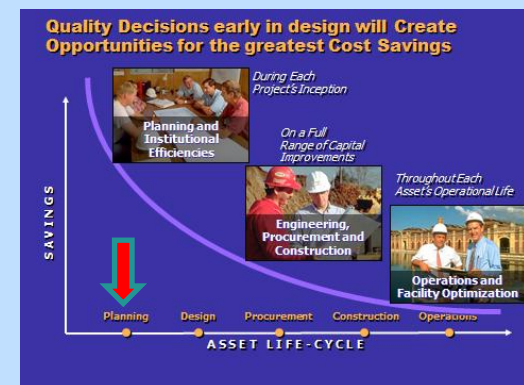 Quality Decisions early in design will Create
Opportunities for the greatest Cost Savings
During Each
Project's Inception
Planning and
Institutional
Efficiencies
On a Full
Range of Capital
Improvements
Engineering,
Procurement and
Construction
Throughout Each
Asset's Operational Life
Operations and
Facility Optimization
SAVINGS
Planning
Design
Procurement
Construction
Operations
ASSET LIFE-CYCLE